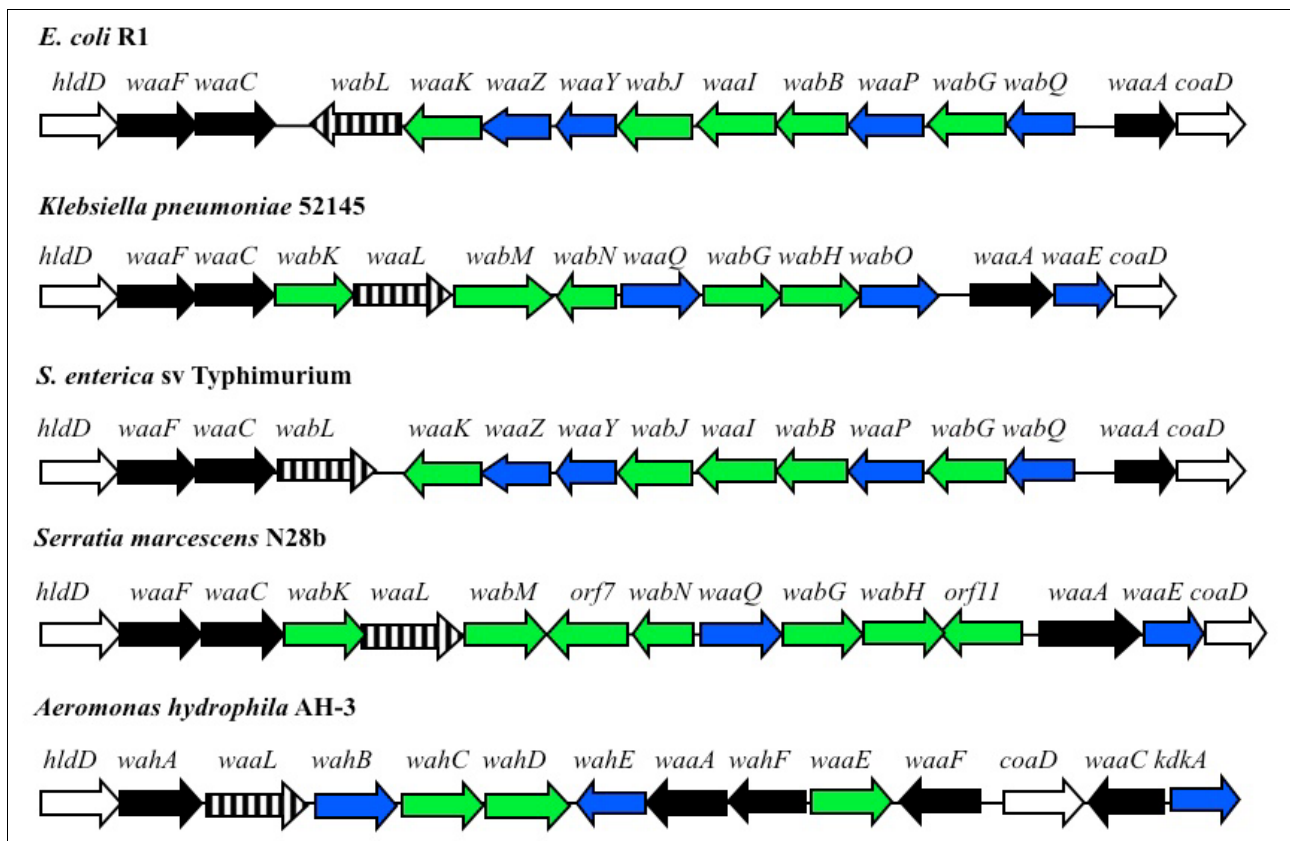 E. coli R1
hldD waaF waaC wabL waaK waaZ waaY wabJ waaI wabB waaP wabG wabQ waaA coaD
Klebsiella pneumoniae 52145
hldD waaF waaC wabK waaL wabM wabN waaQ wabG wabH wabO waaA waaE coaD
S. enterica sv Typhimurium
hldD waaF waaC wabL waaK waaZ waaY wabJ waaI wabB waaP wabG wabQ waaA coaD
Serratia marcescens N28b
hldD waaF waaC wabK waaL wabM orf7 wabN waaQ wabG wabH orf11 waaA waaE coaD
Aeromonas hydrophila AH-3
hldD wahA waaL wahB wahC wahD wahE waaA wahF waaE waaF coaD waaC kdkA